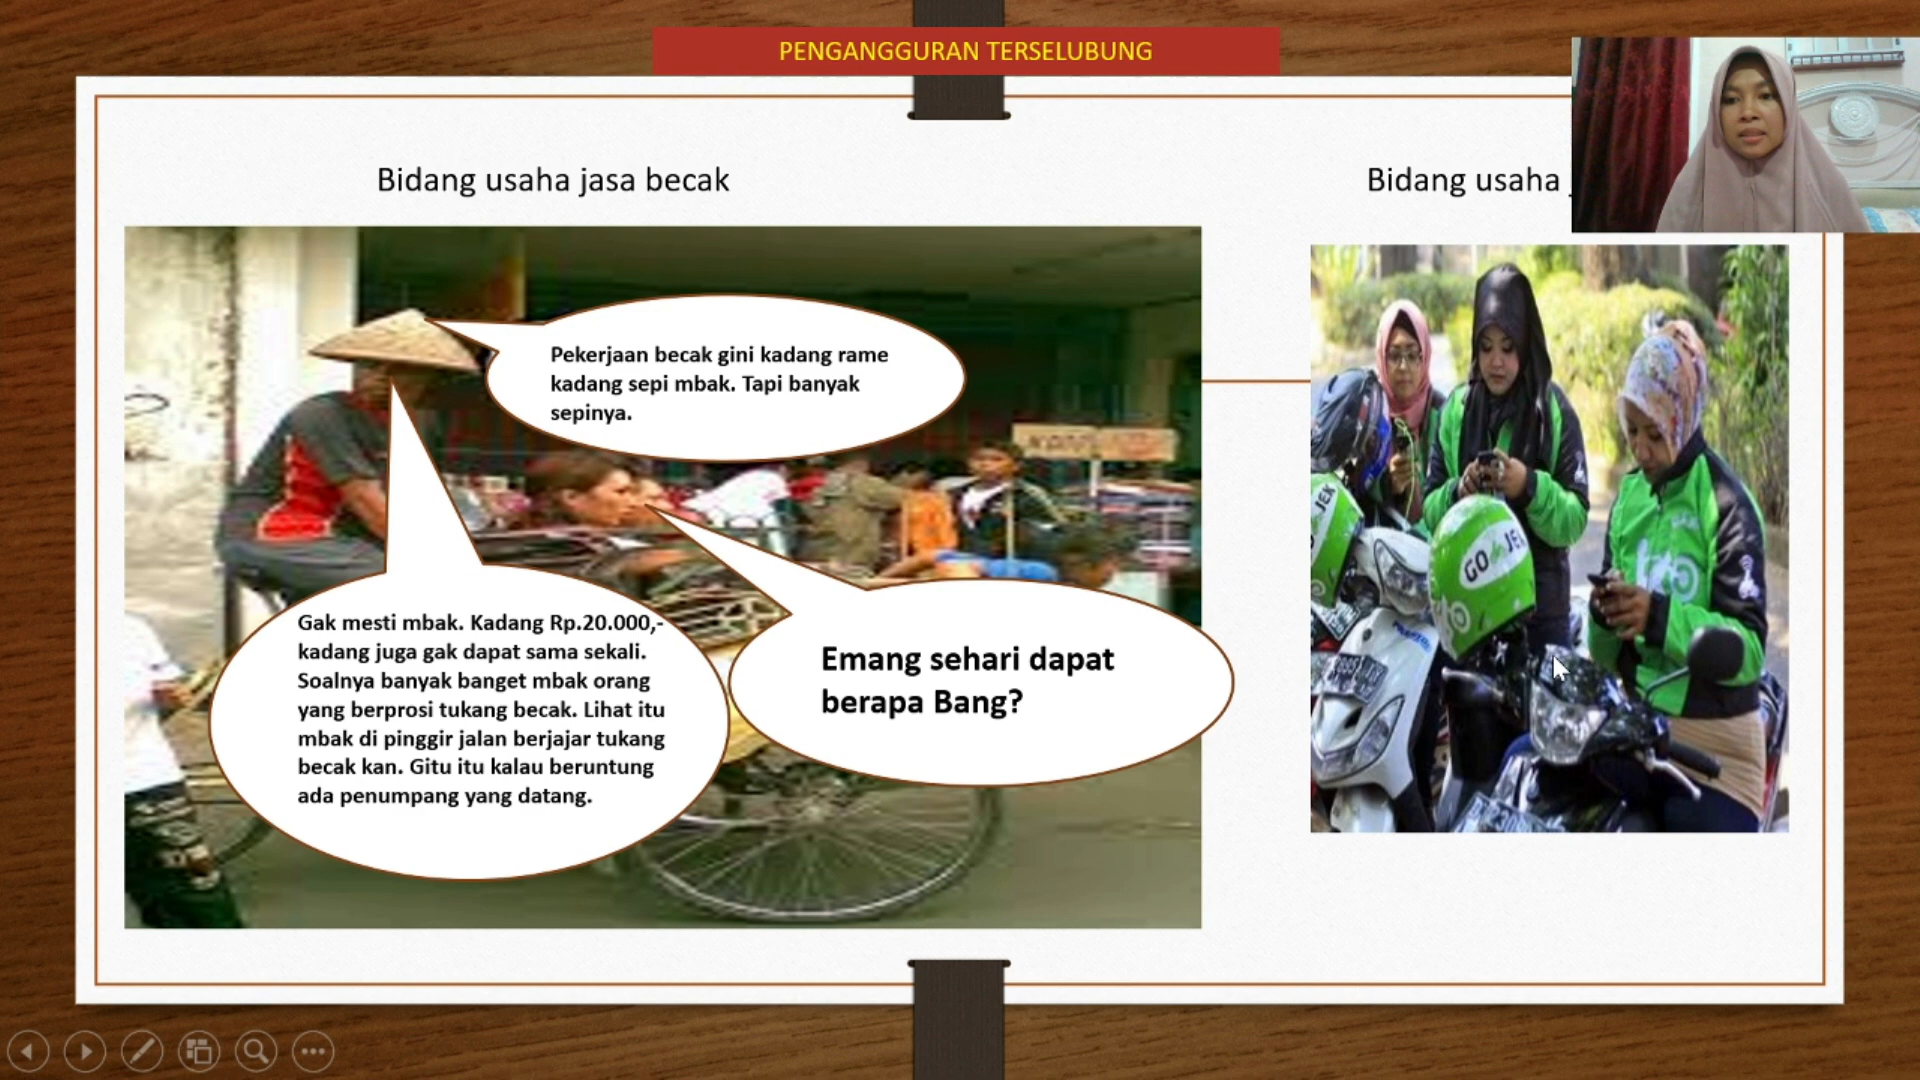 PENGANGGURAN TERSELUBUNG
Bidang usaha jasa becak
Bidang usaha
Pekerjaan becak gini kadang rame
kadang sepi mbak. Tapi banyak
sepinya.
Gak mesti mbak. Kadang Rp.20.000,-
kadang juga gak dapat sama sekali.
Soalnya banyak banget mbak orang
yang berprosi tukang becak. Lihat itu
mbak di pinggir jalan berjajar tukang
becak kan. Gitu itu kalau beruntung
ada penumpang yang datang.
Emang sehari dapat
berapa Bang?
JEK
GO JEK